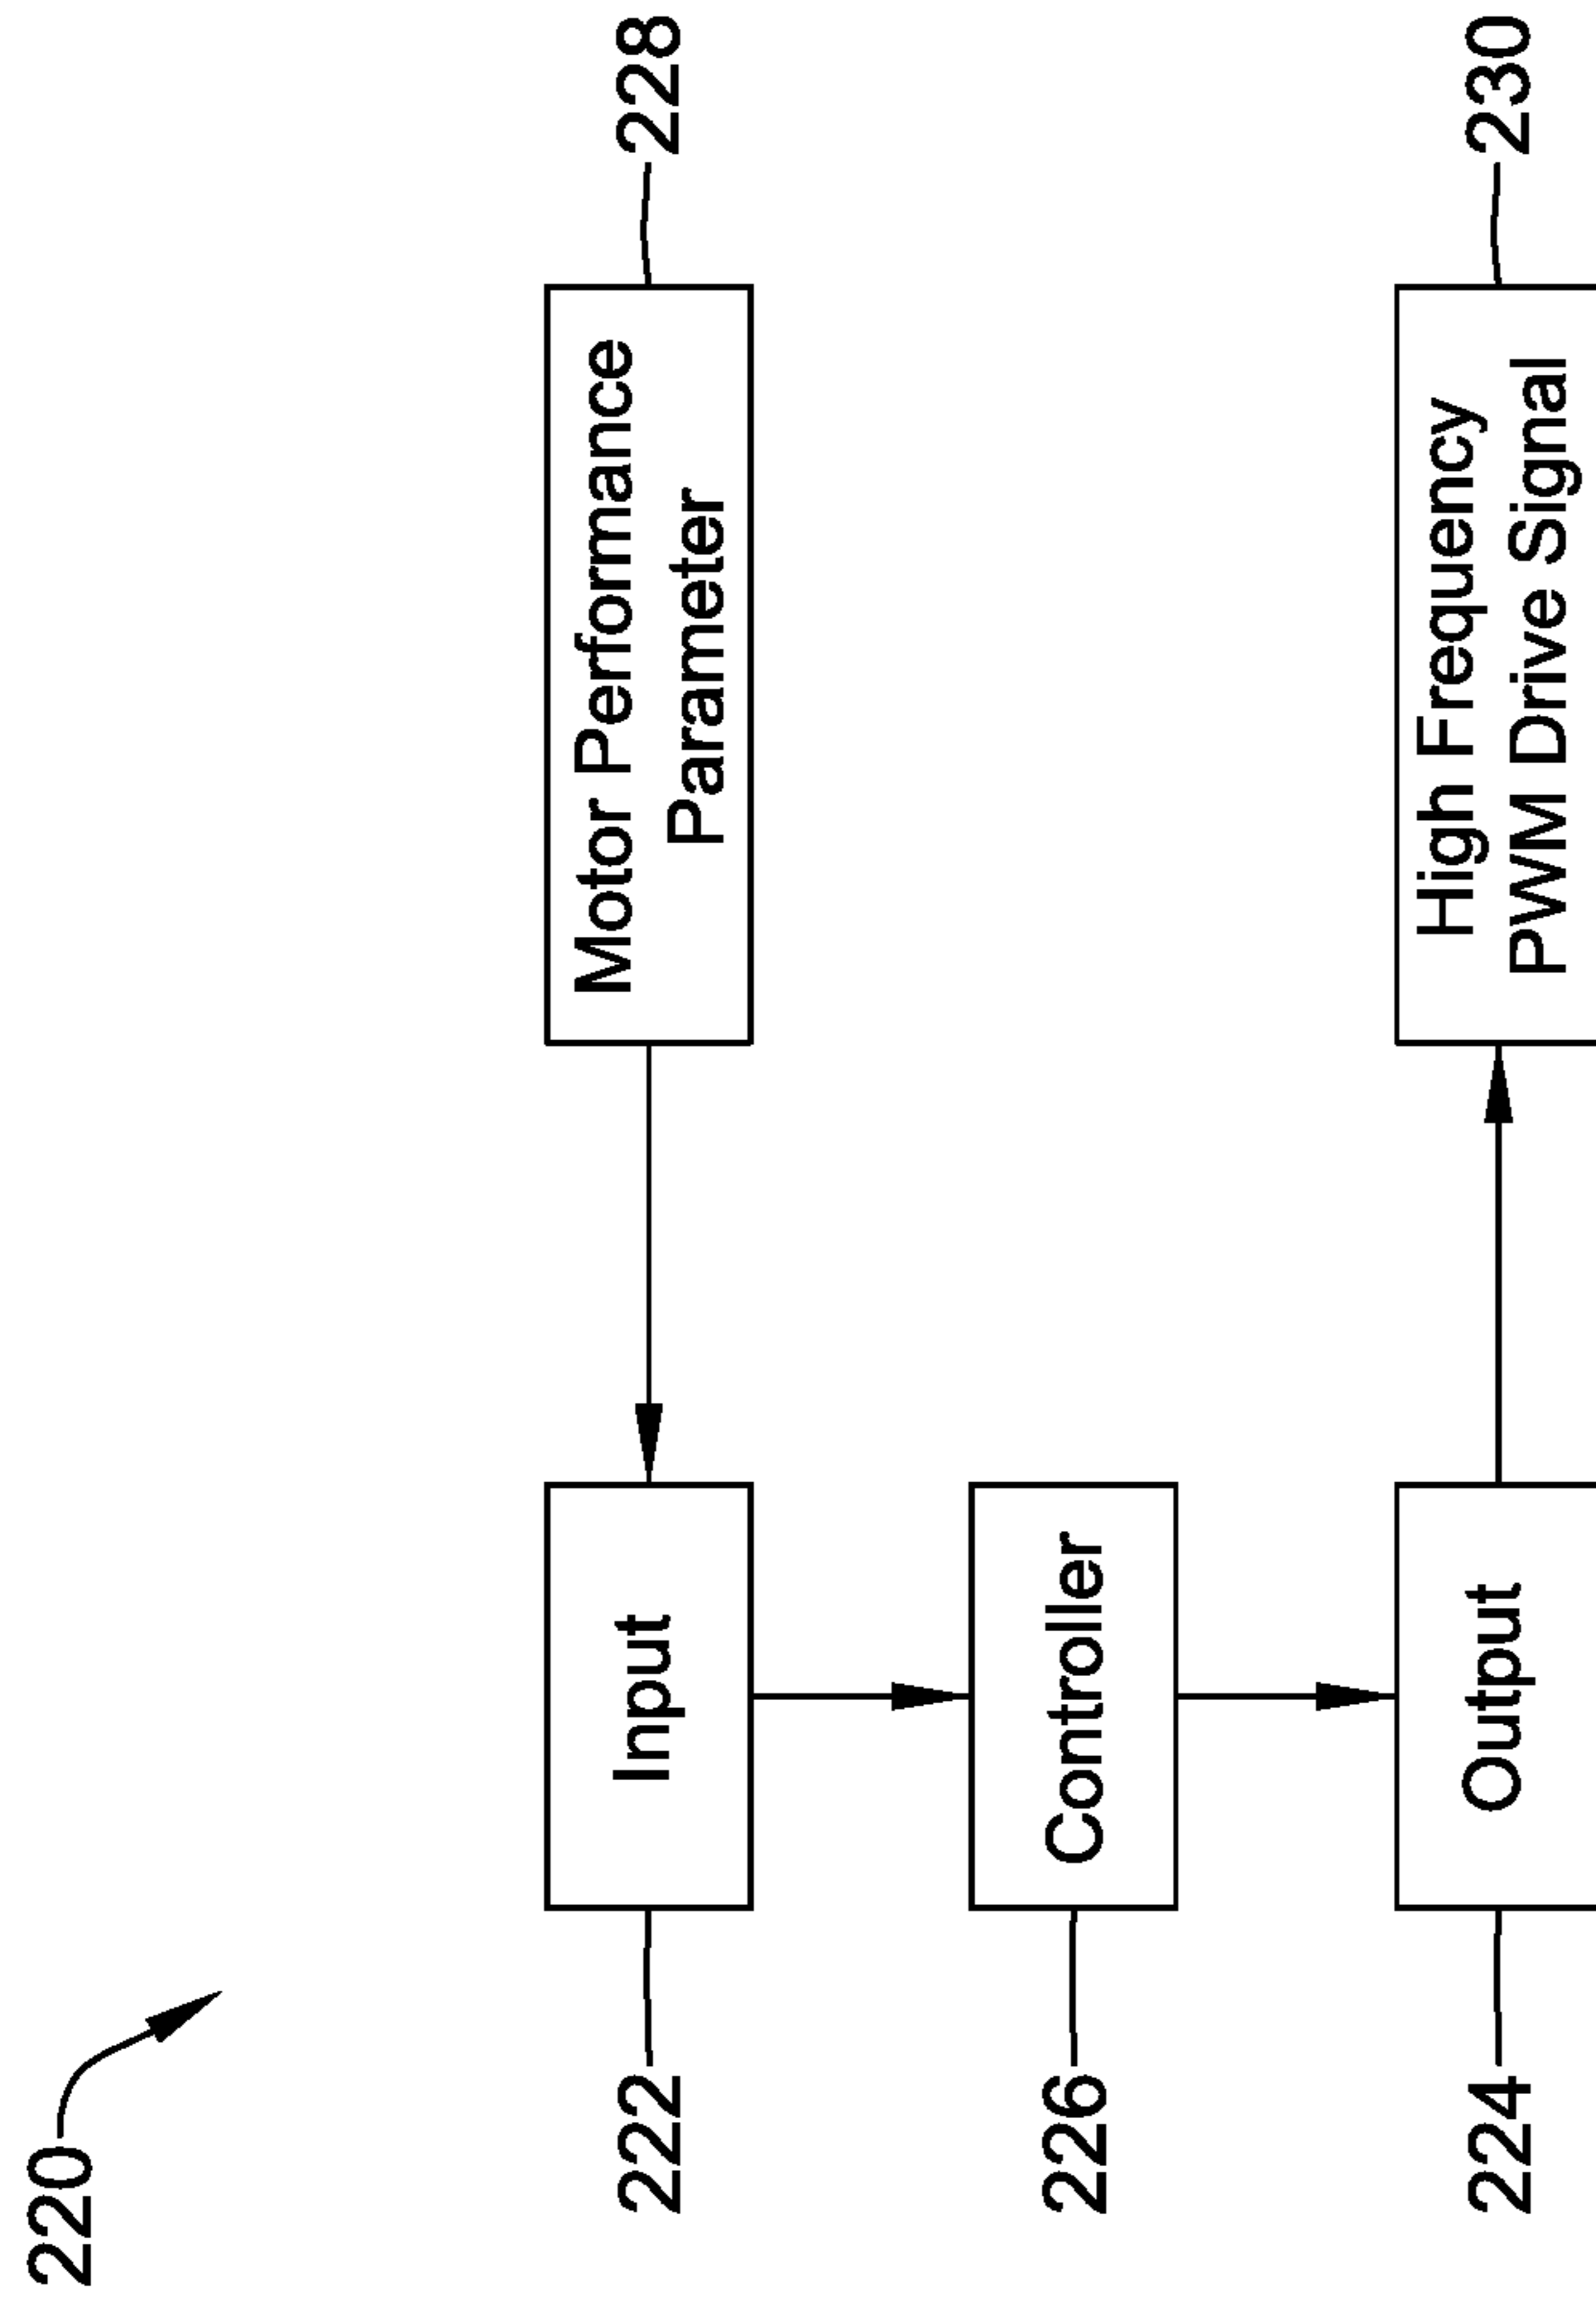 220
222
Input
Motor Performance
Parameter
228
226
Controller
224
Output
High Frequency
PWM Drive Signal
230